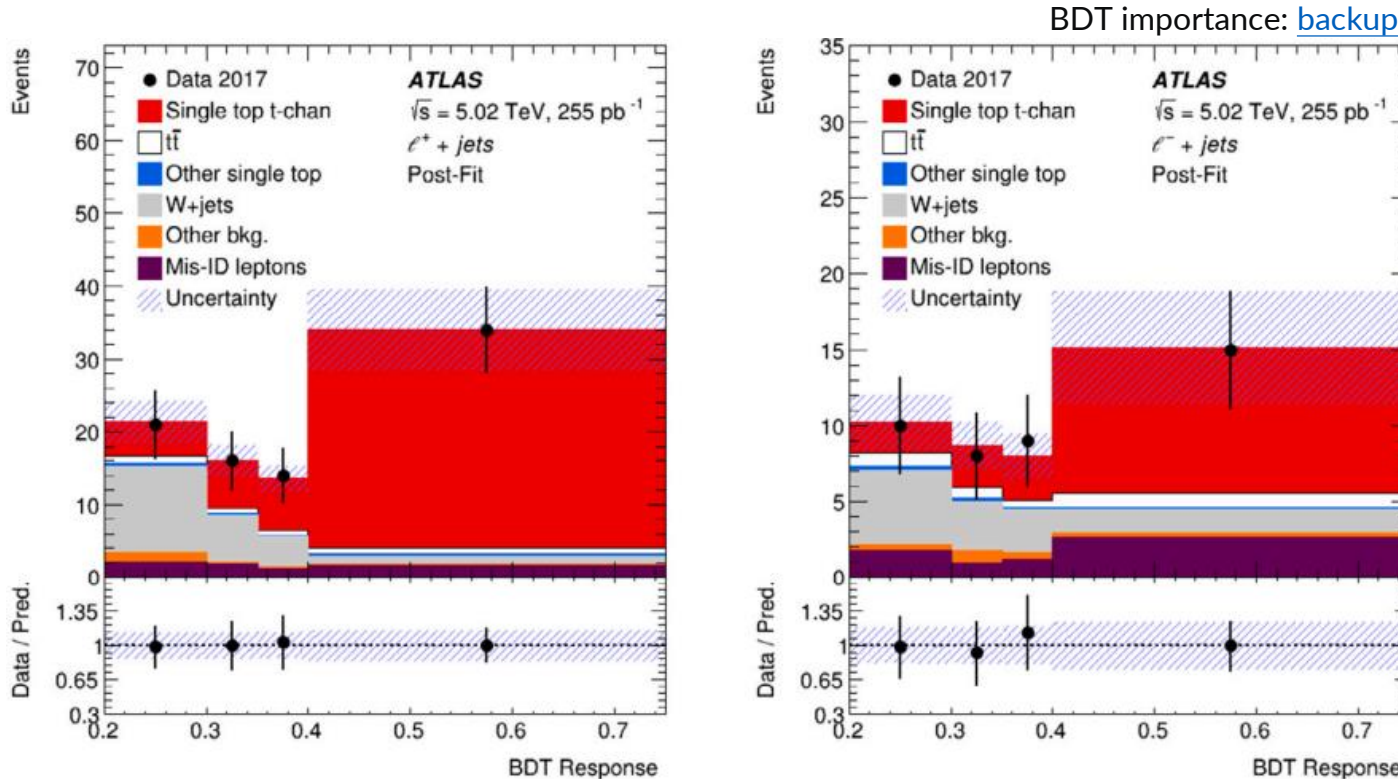 BDT importance: backup
Events
70
60
50
40
30
20
10
0
Data 2017
Single top t-chan
tt̄
Other single top
W+jets
Other bkg.
Mis-ID leptons
Uncertainty
ATLAS
√s = 5.02 TeV, 255 pb⁻¹
ℓ⁺ + jets
Post-Fit
Data / Pred.
1.35
1
0.65
0.3
0.2 0.3 0.4 0.5 0.6 0.7
BDT Response
Events
35
30
25
20
15
10
5
0
Data 2017
Single top t-chan
tt̄
Other single top
W+jets
Other bkg.
Mis-ID leptons
Uncertainty
ATLAS
√s = 5.02 TeV, 255 pb⁻¹
ℓ⁻ + jets
Post-Fit
Data / Pred.
1.35
1
0.65
0.3
0.2 0.3 0.4 0.5 0.6 0.7
BDT Response